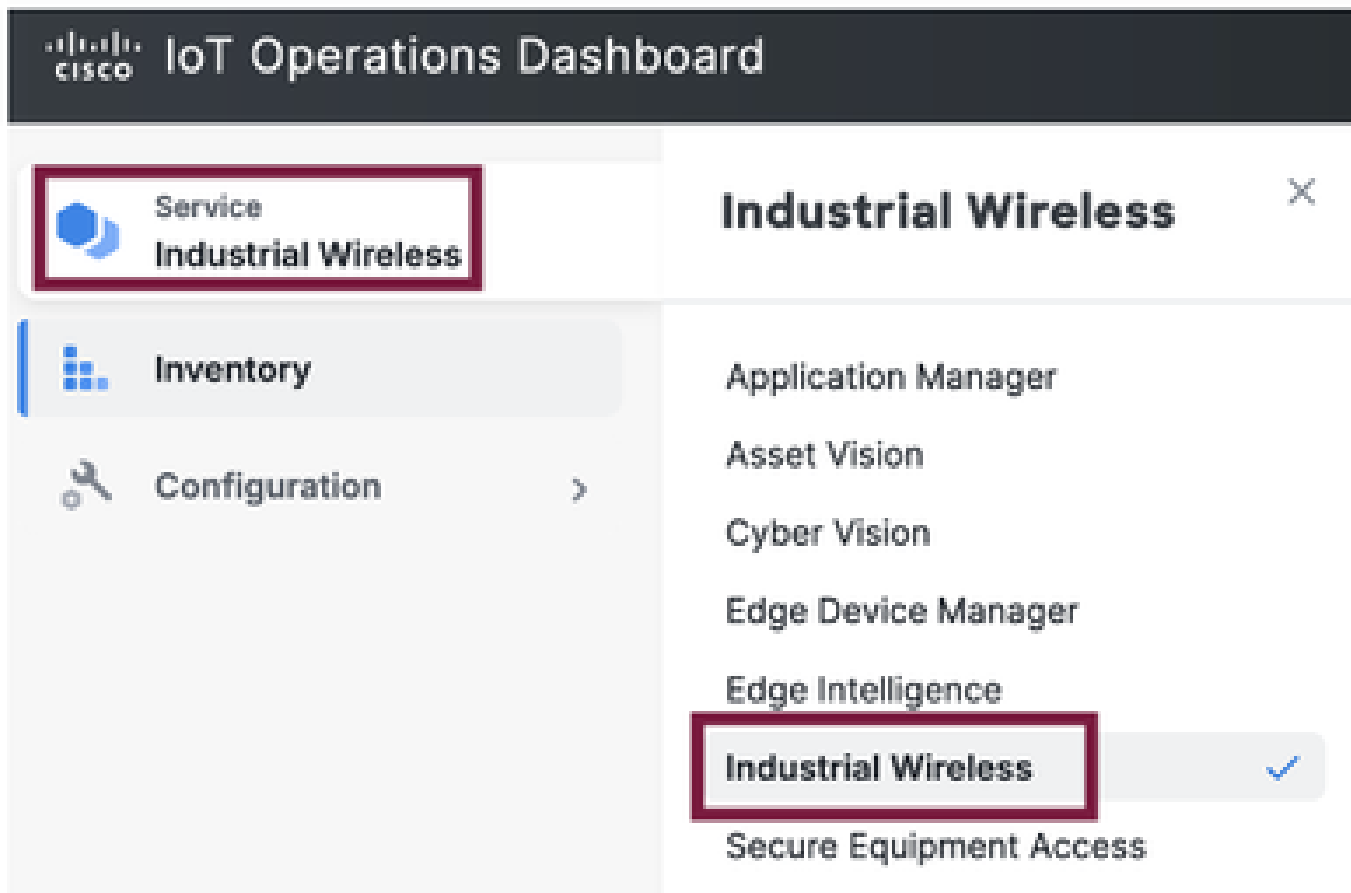 cisco IoT Operations Dashboard
Service
Industrial Wireless
Inventory
Configuration
Industrial Wireless
Application Manager
Asset Vision
Cyber Vision
Edge Device Manager
Edge Intelligence
Industrial Wireless
Secure Equipment Access